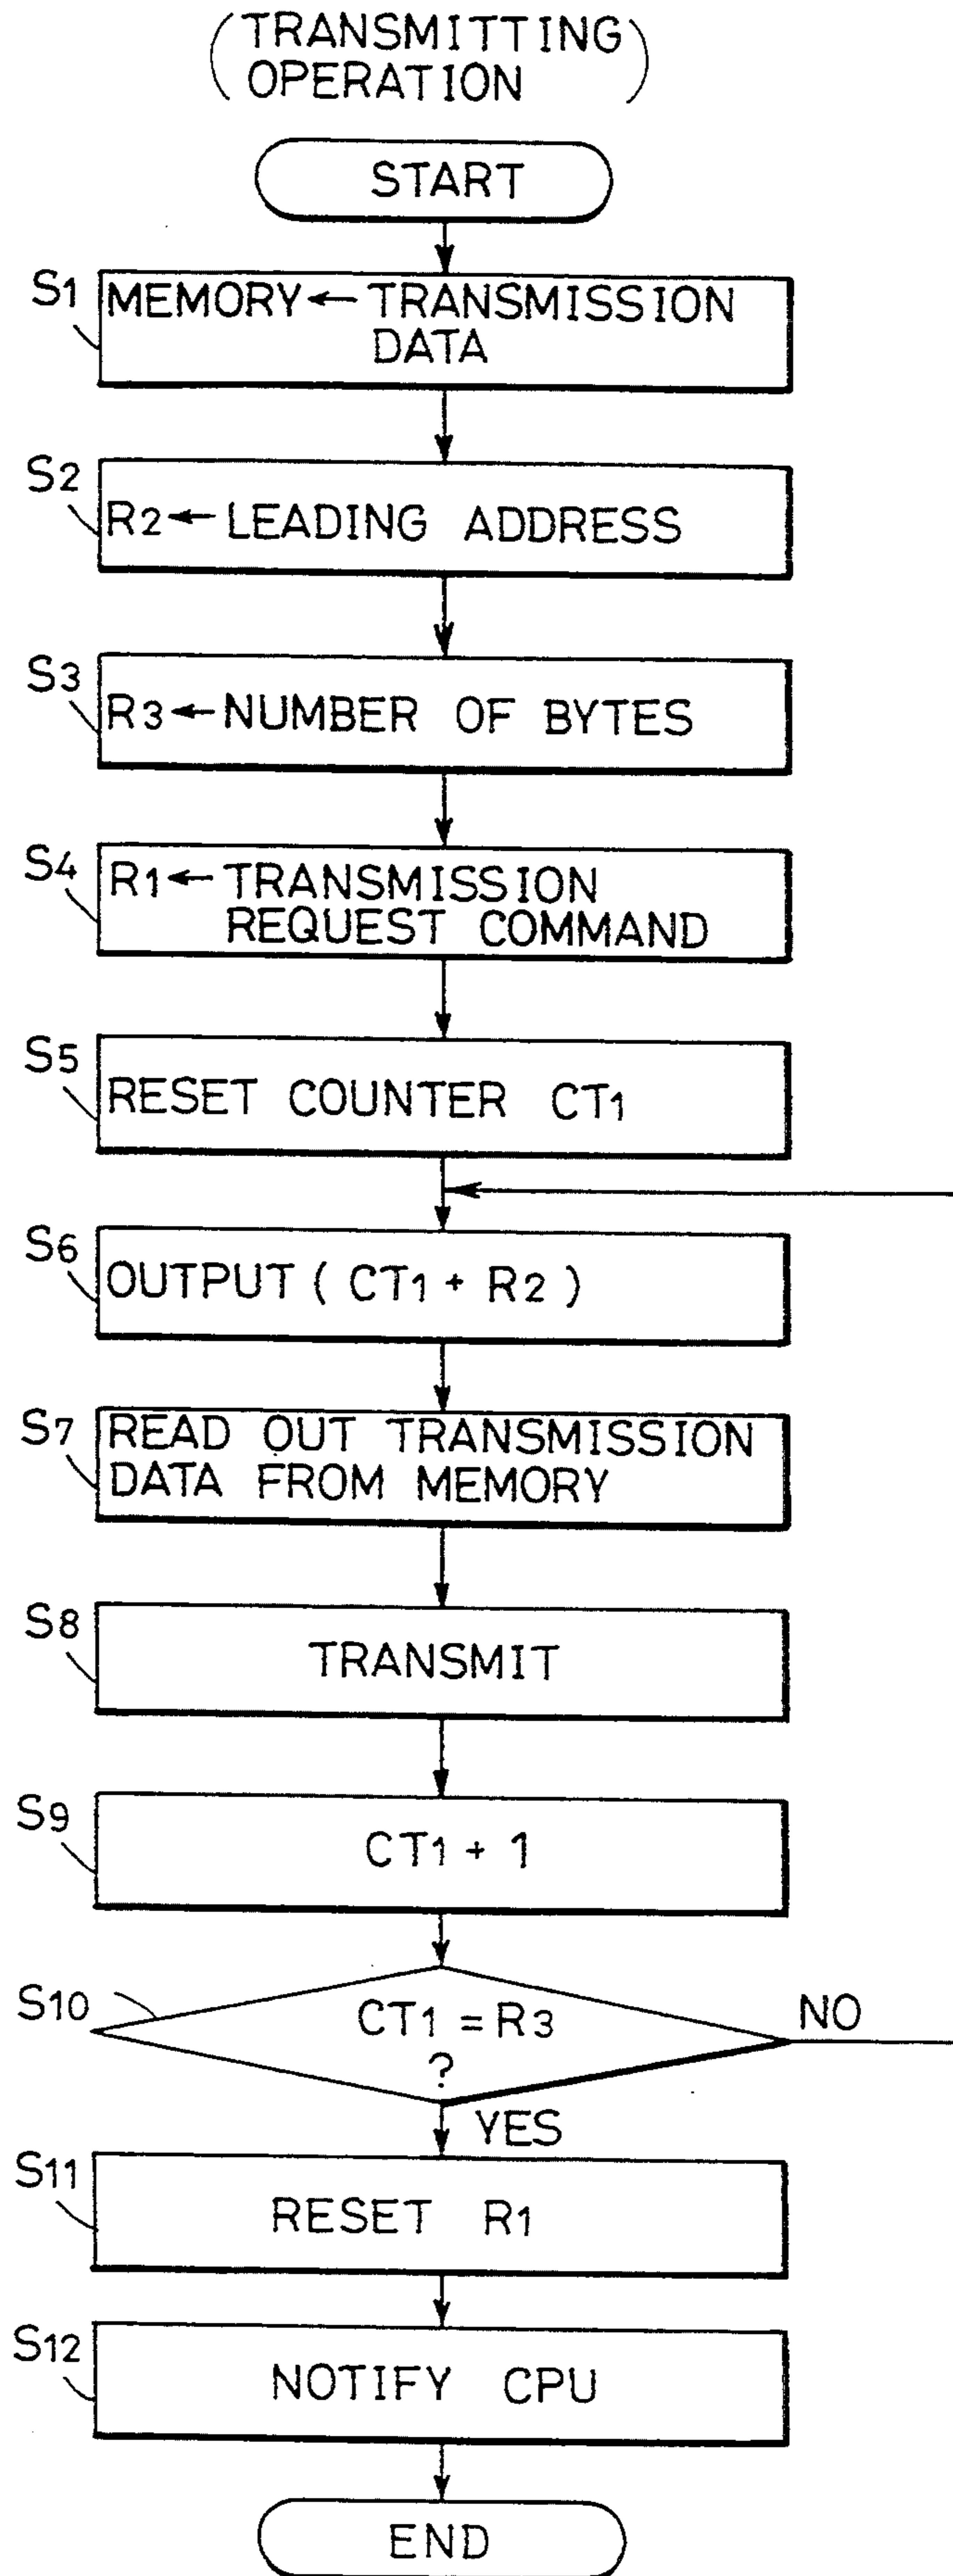 (TRANSMITTING
OPERATION)
START
S1
MEMORY ← TRANSMISSION
DATA
S2
R2 ← LEADING ADDRESS
S3
R3 ← NUMBER OF BYTES
S4
R1 ← TRANSMISSION
REQUEST COMMAND
S5
RESET COUNTER CT1
S6
OUTPUT ( CT1 + R2 )
S7
READ OUT TRANSMISSION
DATA FROM MEMORY
S8
TRANSMIT
S9
CT1 + 1
S10
CT1 = R3
?
NO
YES
S11
RESET R1
S12
NOTIFY CPU
END